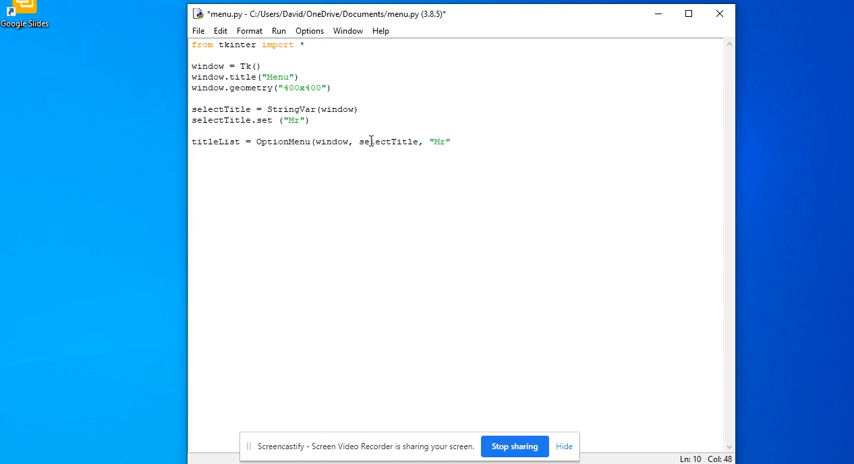 Google Slides
*menu.py - C:/Users/David/OneDrive/Documents/menu.py (3.8.5)*
File Edit Format Run Options Window Help
from tkinter import *
window = Tk()
window.title("Menu")
window.geometry("400x400")
selectTitle = StringVar(window)
selectTitle.set ("Mr")
titleList = OptionMenu(window, selectTitle, "Mr"
Screencastify - Screen Video Recorder is sharing your screen. Stop sharing Hide
Ln: 10 Col: 48